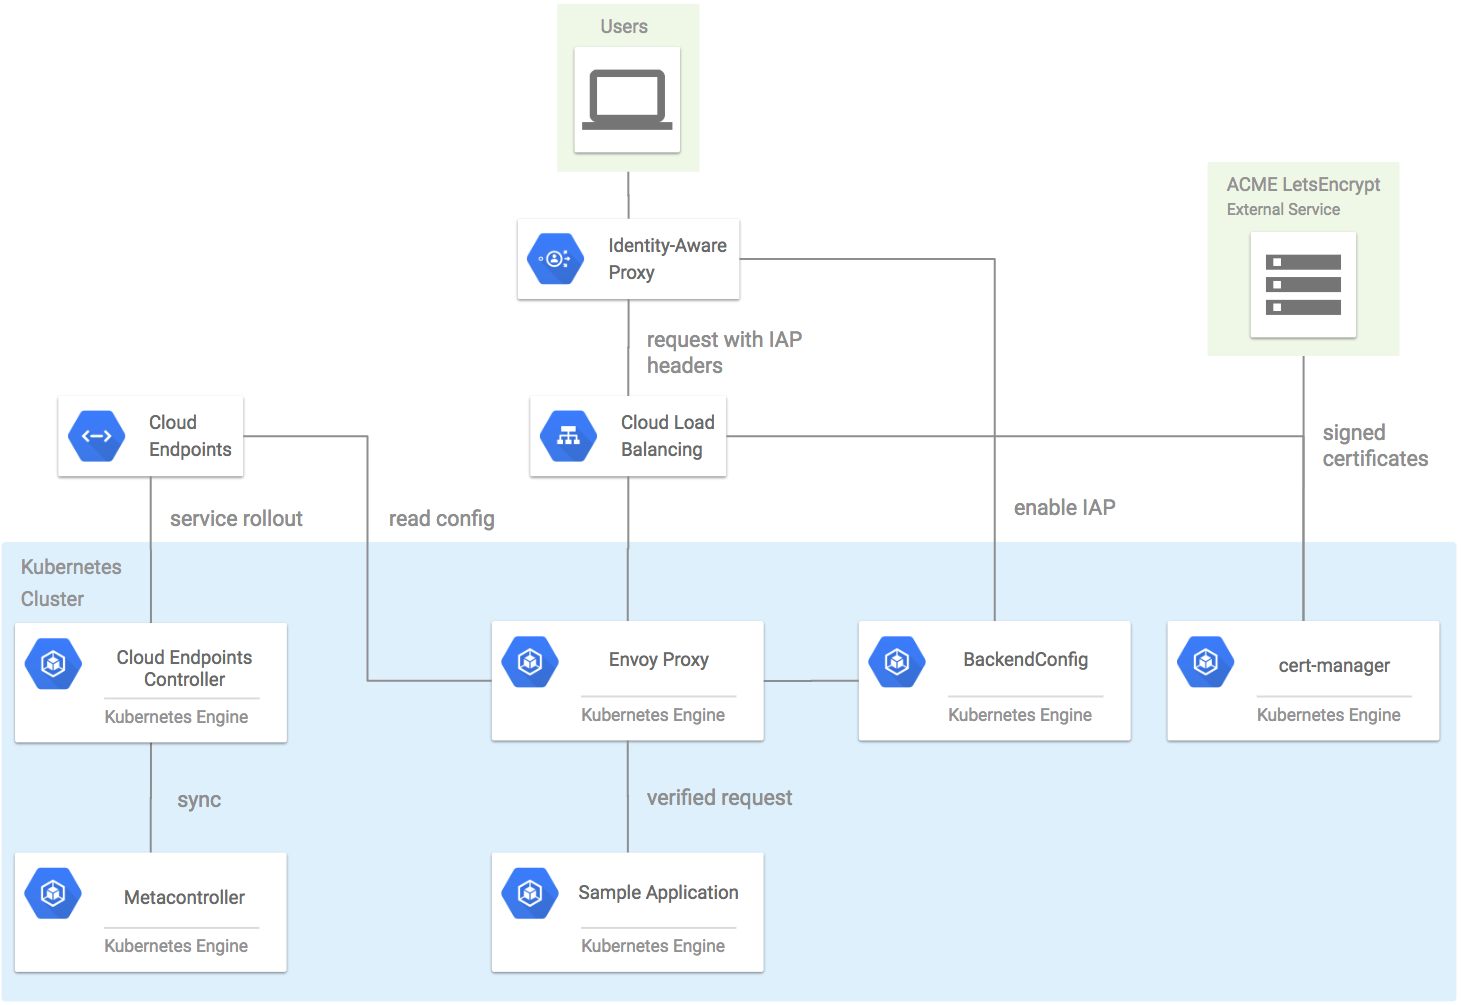 Users
ACME LetsEncrypt
External Service
Identity-Aware
Proxy
request with IAP
headers
Cloud
Endpoints
Cloud Load
Balancing
signed
certificates
service rollout
read config
enable IAP
Kubernetes
Cluster
Cloud Endpoints
Controller
Kubernetes Engine
Envoy Proxy
Kubernetes Engine
BackendConfig
Kubernetes Engine
cert-manager
Kubernetes Engine
sync
verified request
Metacontroller
Kubernetes Engine
Sample Application
Kubernetes Engine